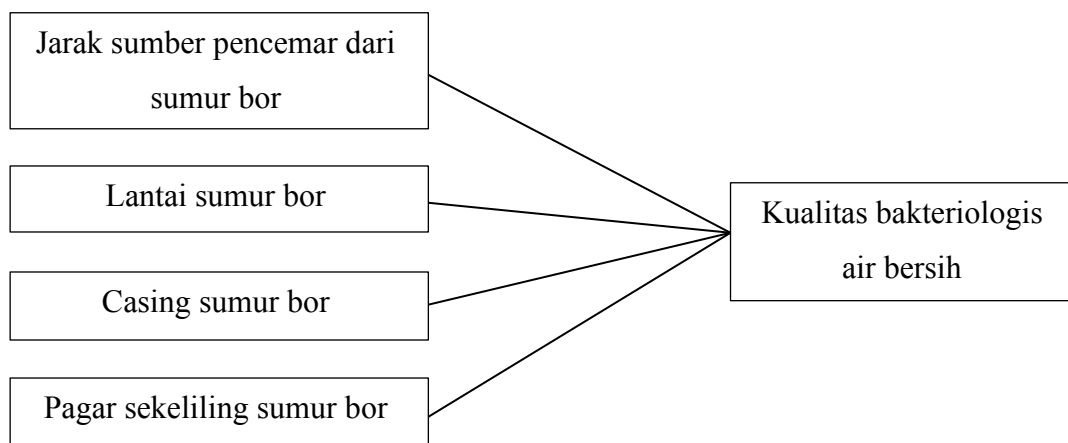 Jarak sumber pencemar dari
sumur bor
Lantai sumur bor
Casing sumur bor
Pagar sekeliling sumur bor
Kualitas bakteriologis
air bersih